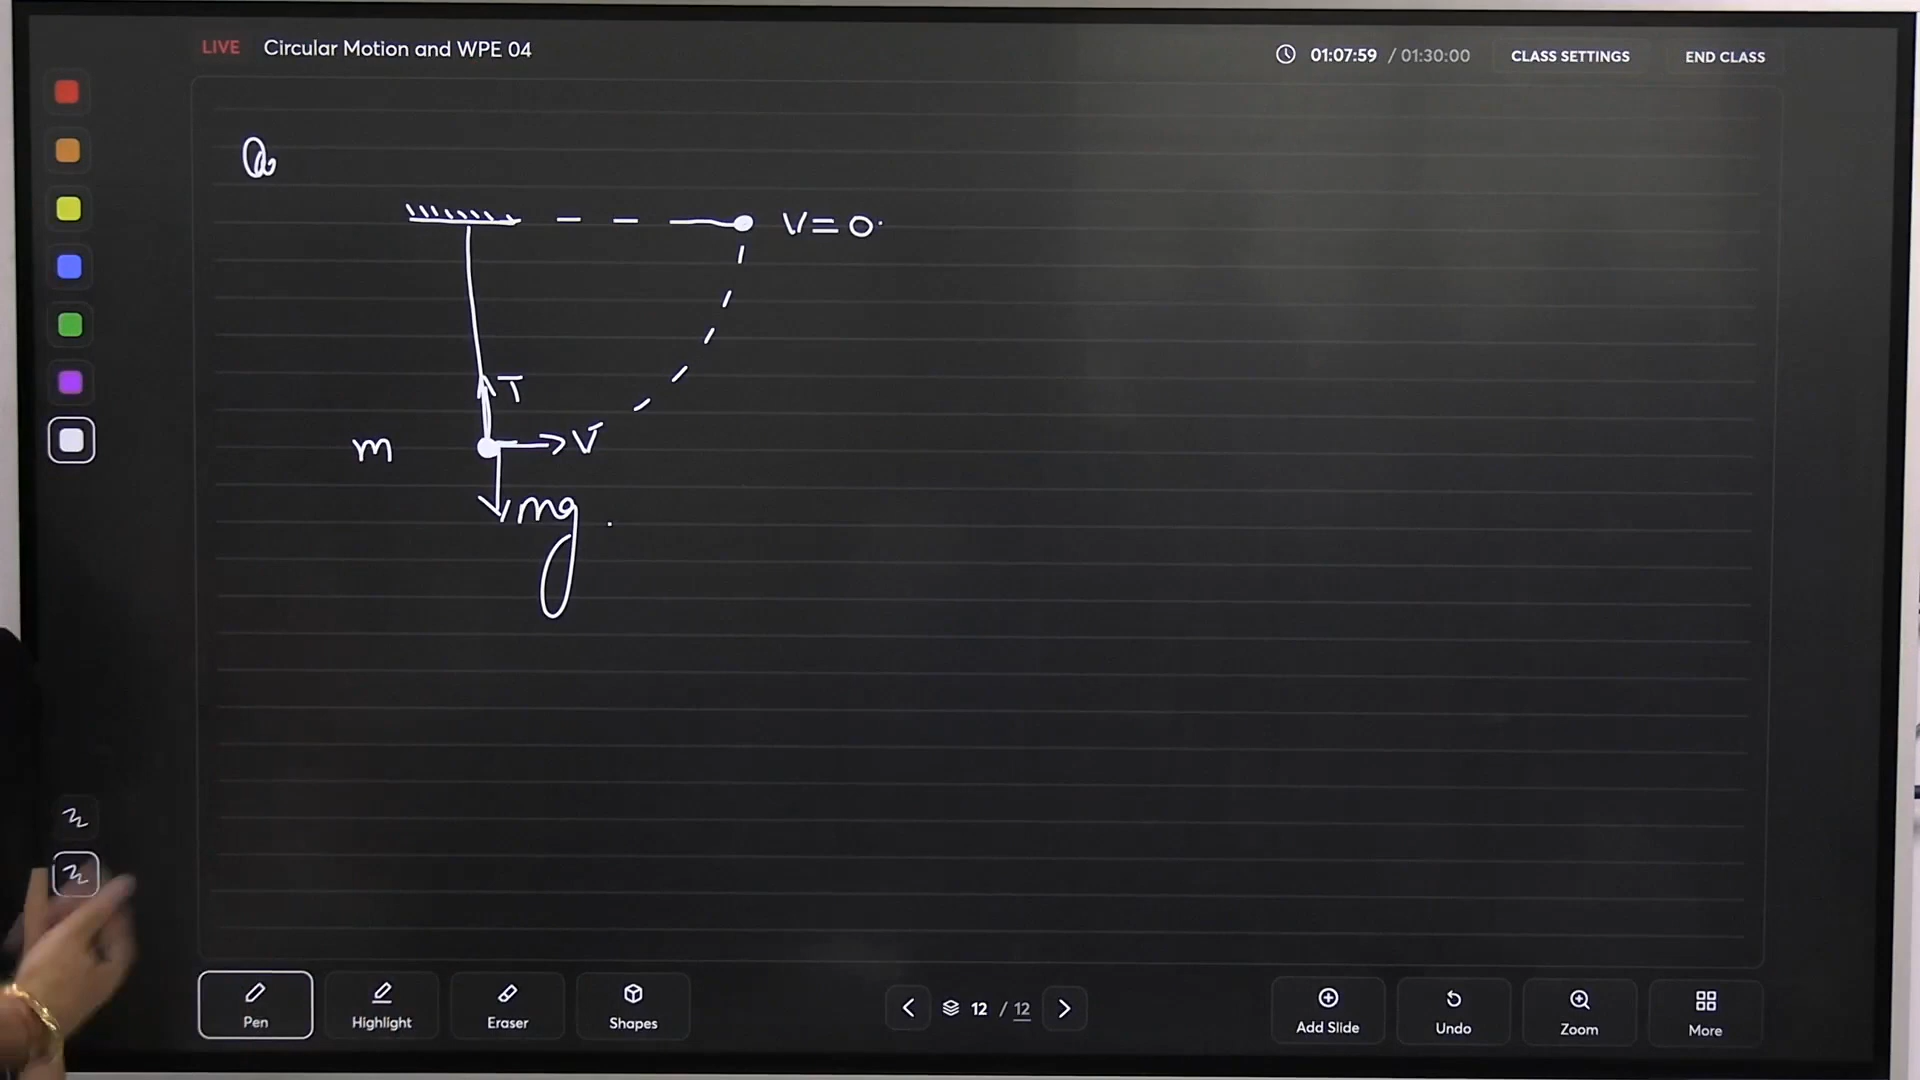 LIVE Circular Motion and WPE 04 01:07:59 / 01:30:00 CLASS SETTINGS END CLASS
Q
V = 0
T
m V
mg
Pen Highlight Eraser Shapes 12 / 12 Add Slide Undo Zoom More